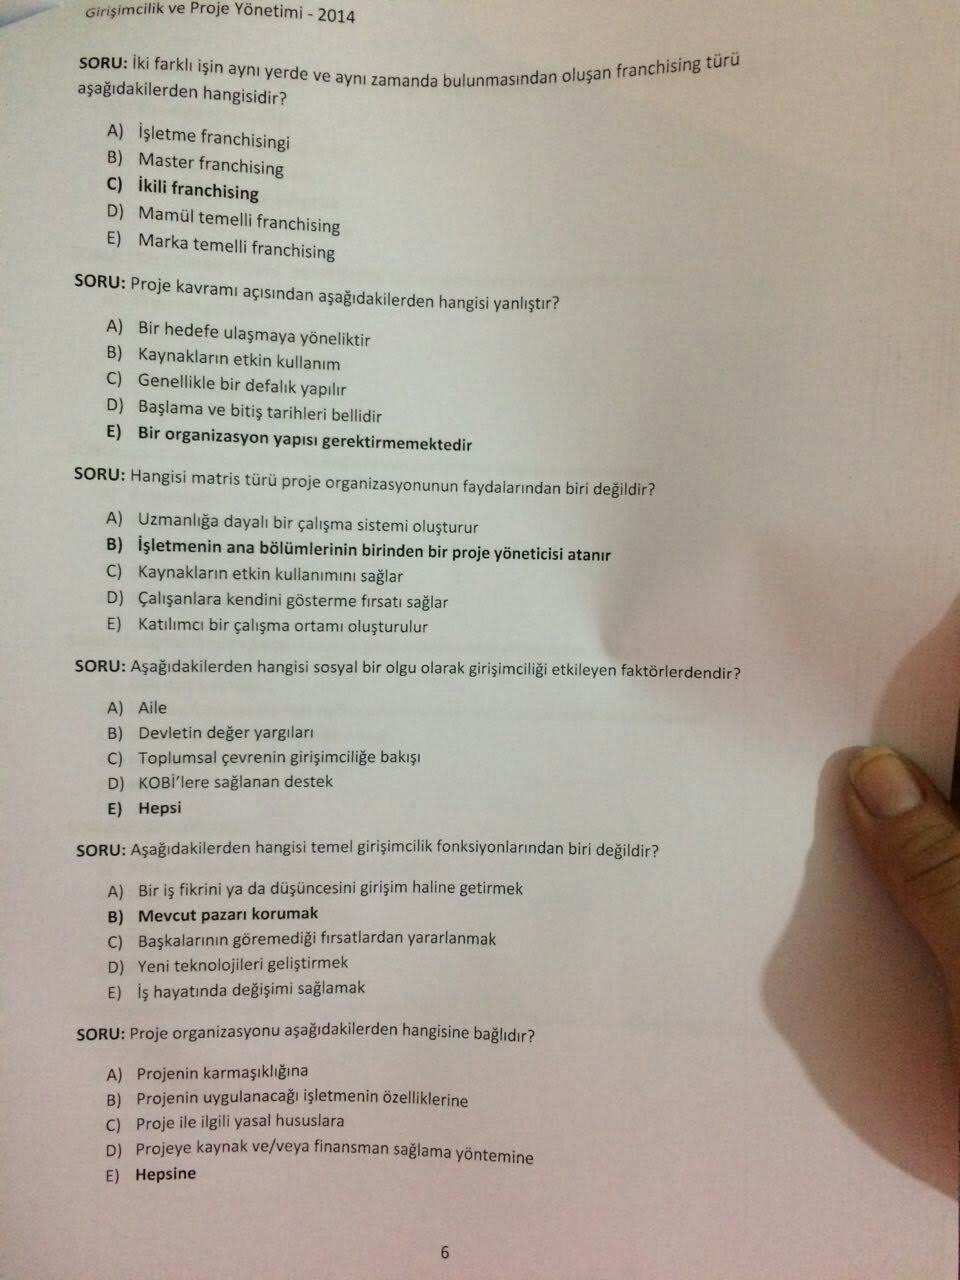 Girişimcilik ve Proje Yönetimi - 2014
SORU: İki farklı işin aynı yerde ve aynı zamanda bulunmasından oluşan franchising türü
aşağıdakilerden hangisidir?
A) İşletme franchisingi
B) Master franchising
C) İkili franchising
D) Mamül temelli franchising
E) Marka temelli franchising
SORU: Proje kavramı açısından aşağıdakilerden hangisi yanlıştır?
A) Bir hedefe ulaşmaya yöneliktir
B) Kaynakların etkin kullanım
C) Genellikle bir defalık yapılır
D) Başlama ve bitiş tarihleri bellidir
E) Bir organizasyon yapısı gerektirmemektedir
SORU: Hangisi matris türü proje organizasyonunun faydalarından biri değildir?
A) Uzmanlığa dayalı bir çalışma sistemi oluşturur
B) İşletmenin ana bölümlerinin birinden bir proje yöneticisi atanır
C) Kaynakların etkin kullanımını sağlar
D) Çalışanlara kendini gösterme fırsatı sağlar
E) Katılımcı bir çalışma ortamı oluşturulur
SORU: Aşağıdakilerden hangisi sosyal bir olgu olarak girişimciliği etkileyen faktörlerdendir?
A) Aile
B) Devletin değer yargıları
C) Toplumsal çevrenin girişimciliğe bakışı
D) KOBİ'lere sağlanan destek
E) Hepsi
SORU: Aşağıdakilerden hangisi temel girişimcilik fonksiyonlarından biri değildir?
A) Bir iş fikrini ya da düşüncesini girişim haline getirmek
B) Mevcut pazarı korumak
C) Başkalarının göremediği fırsatlardan yararlanmak
D) Yeni teknolojileri geliştirmek
E) İş hayatında değişimi sağlamak
SORU: Proje organizasyonu aşağıdakilerden hangisine bağlıdır?
A) Projenin karmaşıklığına
B) Projenin uygulanacağı işletmenin özelliklerine
C) Proje ile ilgili yasal hususlara
D) Projeye kaynak ve/veya finansman sağlama yöntemine
E) Hepsine
6